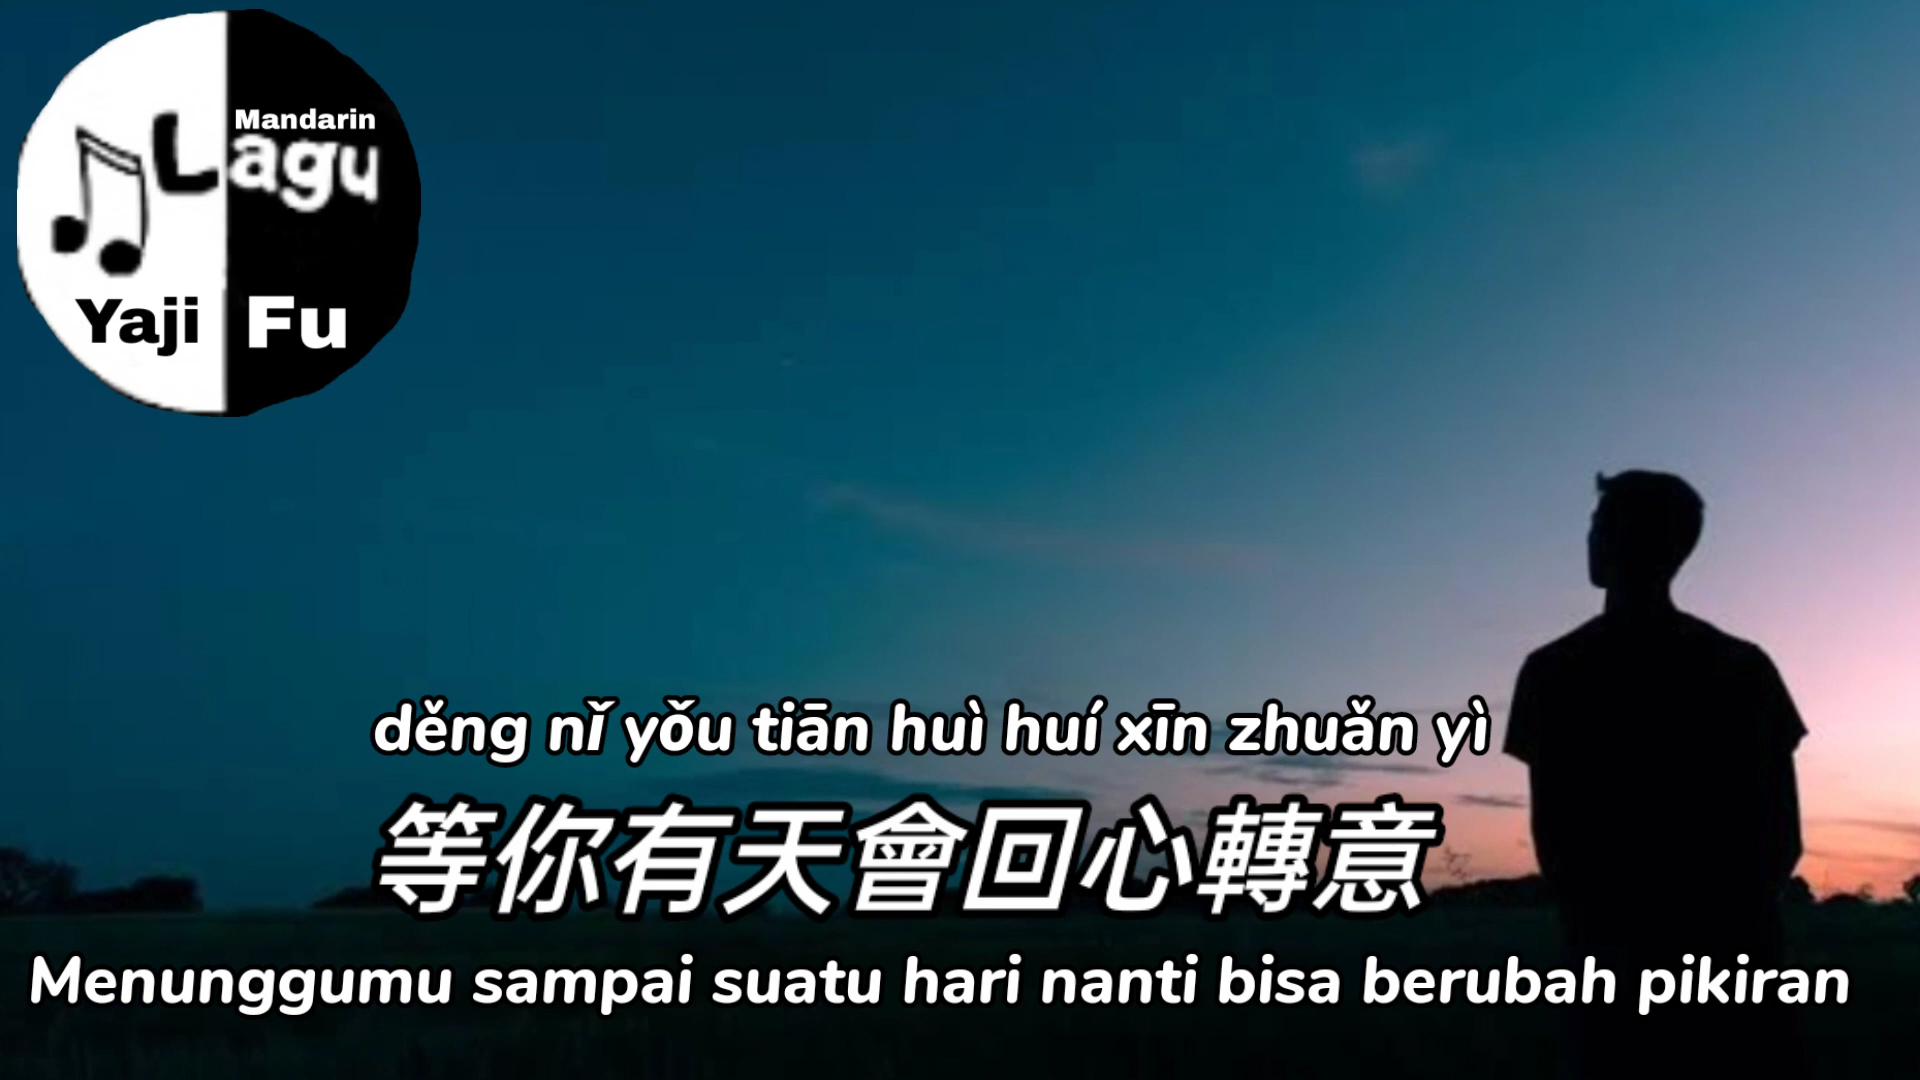 Mandarin
Lagu
Yaji Fu
děng nǐ yǒu tiān huì huí xīn zhuǎn yì
等你有天會回心轉意
Menunggumu sampai suatu hari nanti bisa berubah pikiran